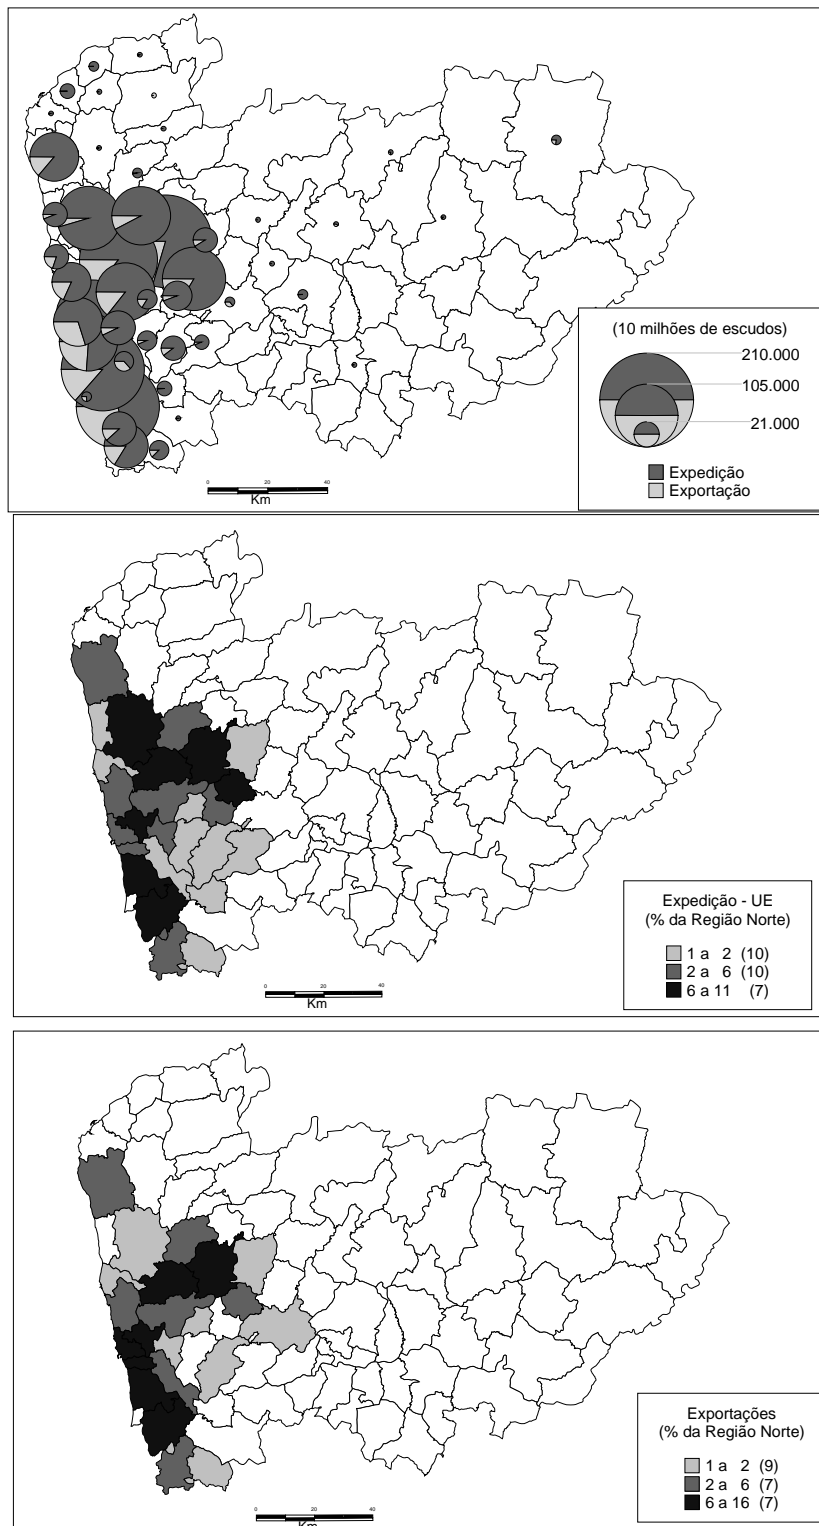 (10 milhões de escudos)
210.000
105.000
21.000
Expedição
Exportação
0 20 40
Km
Expedição - UE
(% da Região Norte)
1 a 2 (10)
2 a 6 (10)
6 a 11 (7)
0 20 40
Km
Exportações
(% da Região Norte)
1 a 2 (9)
2 a 6 (7)
6 a 16 (7)
0 20 40
Km